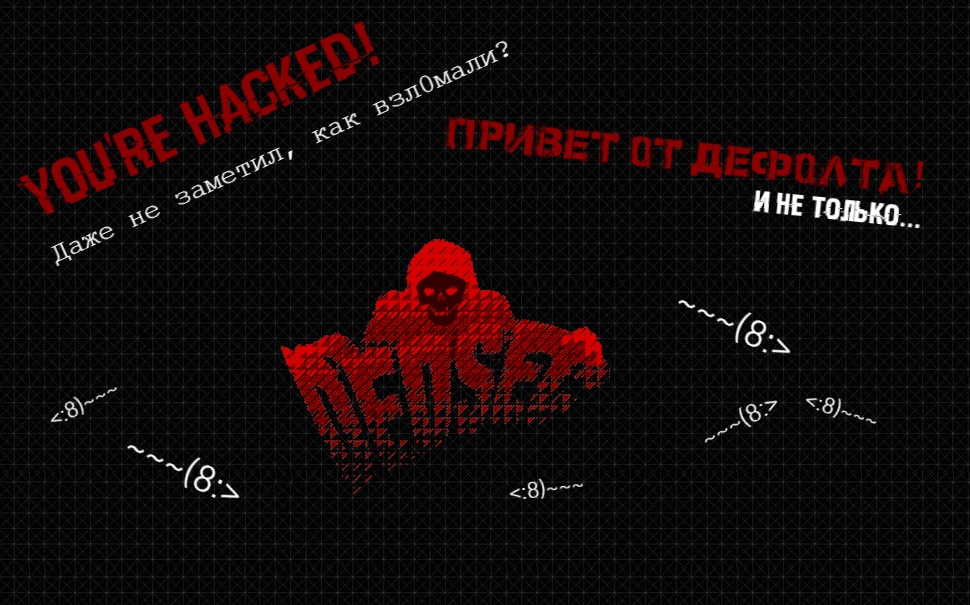 YOU'RE HACKED!
Даже не заметил, как взл0мали?
ПРИВЕТ ОТ ДЕФОЛТА!
И НЕ ТОЛЬКО...
DEDSEC
~~~(8:>
<:8)~~~
~~~(8:>
<:8)~~~
~~~(8:>
<:8)~~~